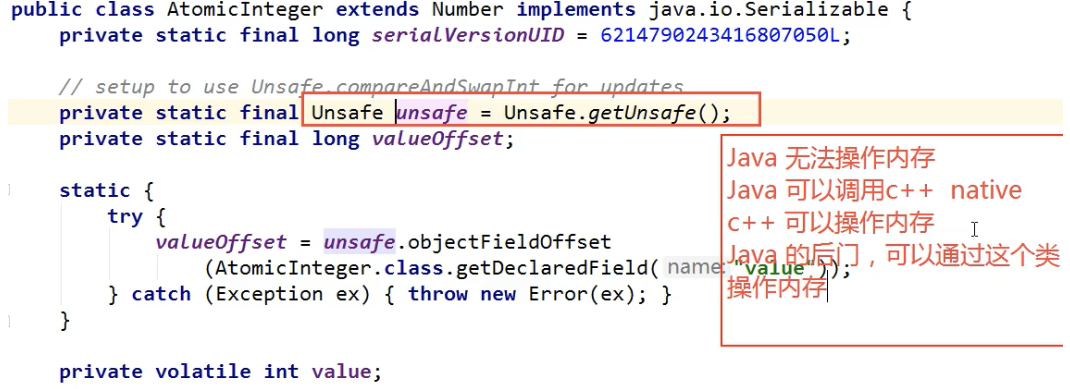 public class AtomicInteger extends Number implements java.io.Serializable {
private static final long serialVersionUID = 6214790243416807050L;
// setup to use Unsafe.compareAndSwapInt for updates
private static final Unsafe unsafe = Unsafe.getUnsafe();
private static final long valueOffset;
Java 无法操作内存
Java 可以调用c++ native
c++ 可以操作内存
Java 的后门，可以通过这个类
操作内存
static {
try {
valueOffset = unsafe.objectFieldOffset
(AtomicInteger.class.getDeclaredField( name: "value"));
} catch (Exception ex) { throw new Error(ex); }
}
private volatile int value;